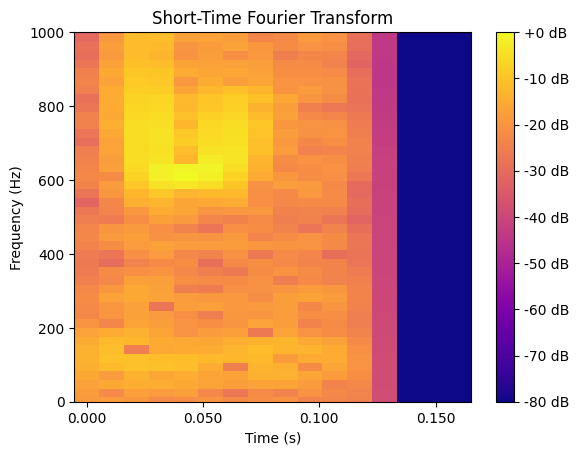 Short-Time Fourier Transform
Frequency (Hz)
1000
800
600
400
200
0
0.000
0.050
0.100
0.150
Time (s)
+0 dB
-10 dB
-20 dB
-30 dB
-40 dB
-50 dB
-60 dB
-70 dB
-80 dB